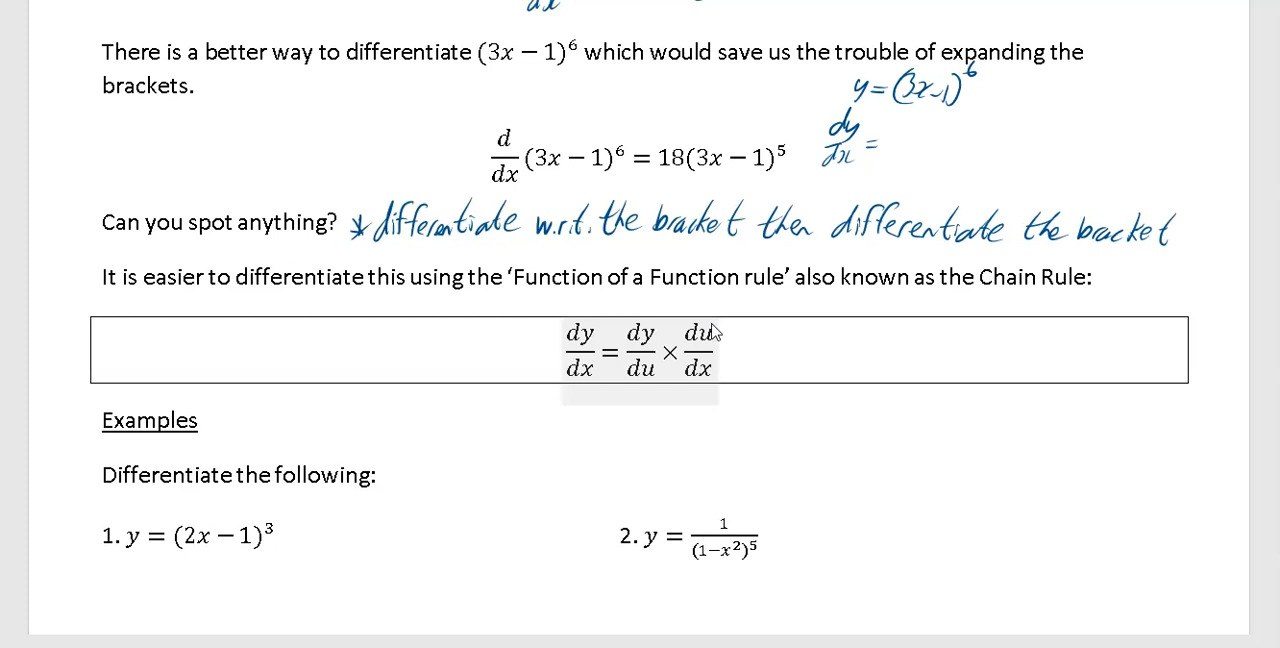 There is a better way to differentiate (3x − 1)⁶ which would save us the trouble of expanding the
brackets.
y = (3x-1)⁶
dy/dx =
d/dx (3x − 1)⁶ = 18(3x − 1)⁵
Can you spot anything? * differentiate w.r.t. the bracket then differentiate the bracket
It is easier to differentiate this using the ‘Function of a Function rule’ also known as the Chain Rule:
dy/dx = dy/du × du/dx
Examples
Differentiate the following:
1. y = (2x − 1)³
2. y = 1/(1−x²)⁵